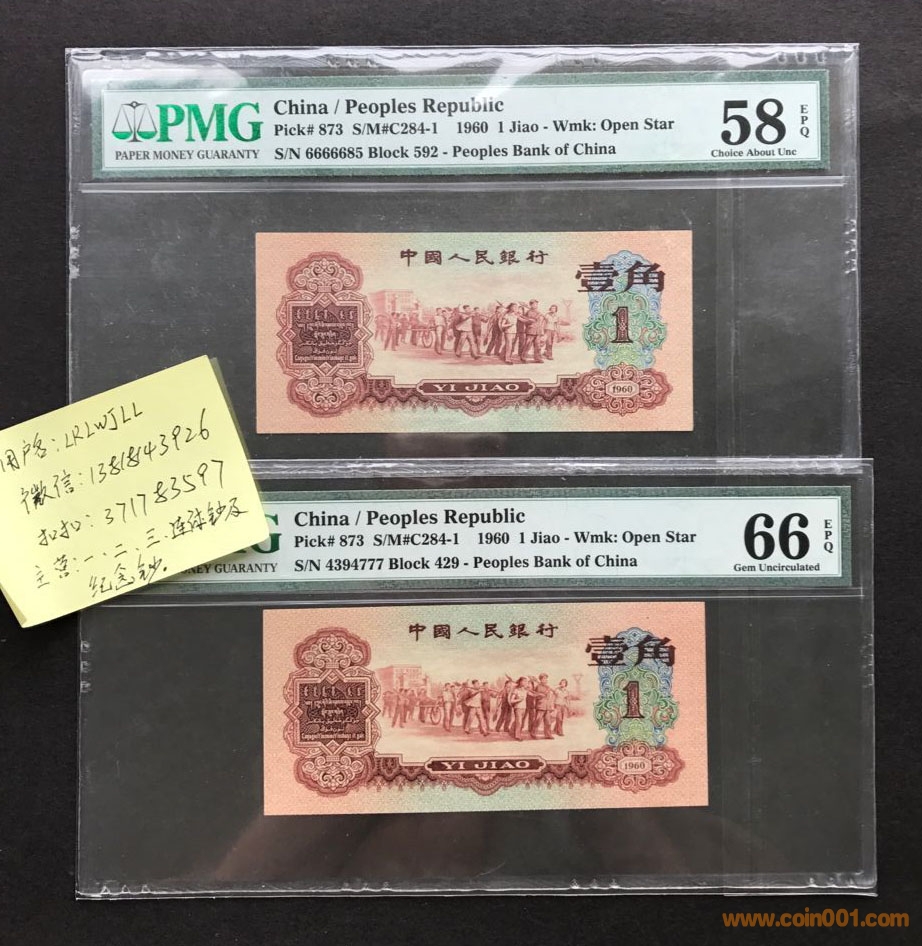 PMG
PAPER MONEY GUARANTY
China / Peoples Republic
Pick# 873 S/M#C284-1 1960 1 Jiao - Wmk: Open Star
S/N 6666685 Block 592 - Peoples Bank of China
58
EPQ
Choice About Unc
中國人民銀行
壹角
1
YI JIAO
1960
用户名:LRLWJLL
微信:13818143926
扣扣:371783597
主营:一、二、三、连体钞及
纪念钞.
MG
NEY GUARANTY
China / Peoples Republic
Pick# 873 S/M#C284-1 1960 1 Jiao - Wmk: Open Star
S/N 4394777 Block 429 - Peoples Bank of China
66
EPQ
Gem Uncirculated
中國人民銀行
壹角
1
YI JIAO
1960
www.coin001.com